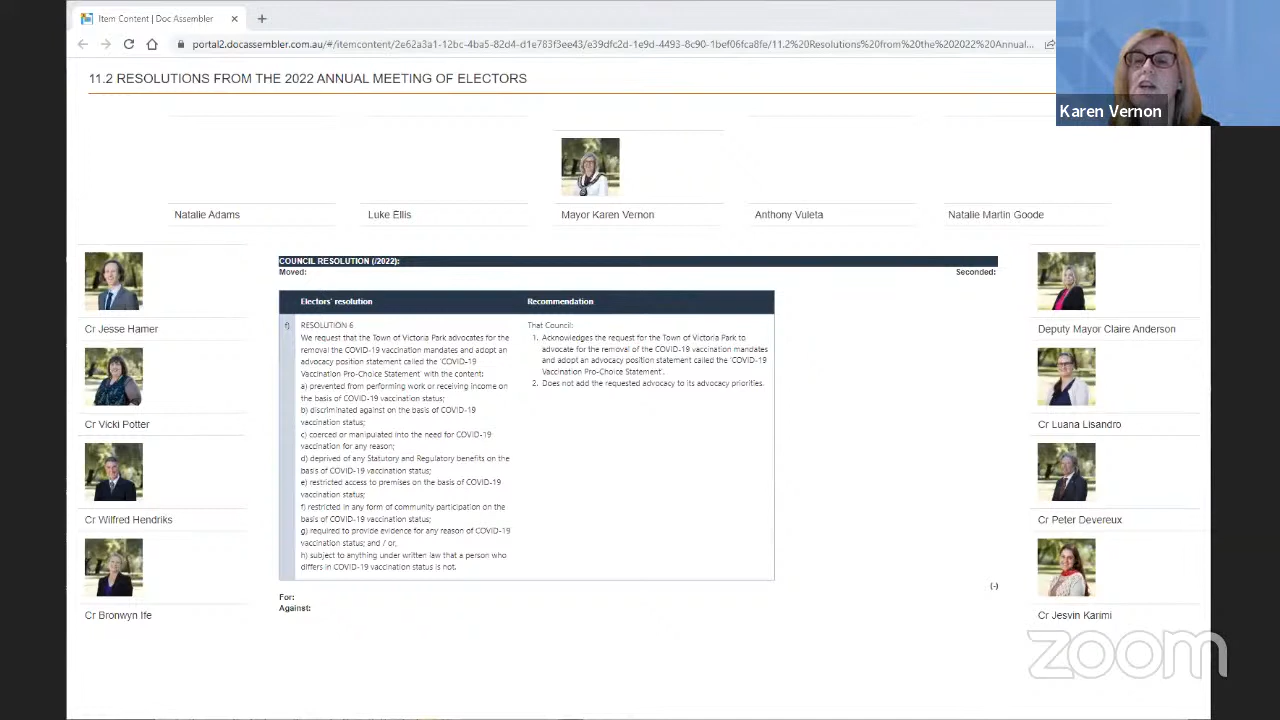 Item Content | Doc Assembler
portal2.docassembler.com.au/#/itemcontent/2e62a3a1-12bc-4ba5-82d4-d1e783f3ee43/e39dfc2d-1e9d-4493-8c90-1bef06fca8fe/11.2%20Resolutions%20from%20the%202022%20Annual...
11.2 RESOLUTIONS FROM THE 2022 ANNUAL MEETING OF ELECTORS
Karen Vernon
Natalie Adams
Luke Ellis
Mayor Karen Vernon
Anthony Vuleta
Natalie Martin Goode
Cr Jesse Hamer
Cr Vicki Potter
Cr Wilfred Hendriks
Cr Bronwyn Ife
COUNCIL RESOLUTION (/2022):
Moved:
Seconded:
Electors' resolution
Recommendation
f)
RESOLUTION 6
We request that the Town of Victoria Park advocates for the
removal the COVID-19 vaccination mandates and adopt an
advocacy position statement called the 'COVID-19
Vaccination Pro-Choice Statement' with the content;
a) prevented from performing work or receiving income on
the basis of COVID-19 vaccination status;
b) discriminated against on the basis of COVID-19
vaccination status;
c) coerced or manipulated into the need for COVID-19
vaccination for any reason;
d) deprived of any Statutory and Regulatory benefits on the
basis of COVID-19 vaccination status;
e) restricted access to premises on the basis of COVID-19
vaccination status;
f) restricted in any form of community participation on the
basis of COVID-19 vaccination status;
g) required to provide evidence for any reason of COVID-19
vaccination status; and / or,
h) subject to anything under written law that a person who
differs in COVID-19 vaccination status is not.
That Council:
1. Acknowledges the request for the Town of Victoria Park to
advocate for the removal of the COVID-19 vaccination mandates
and adopt an advocacy position statement called the 'COVID-19
Vaccination Pro-Choice Statement'.
2. Does not add the requested advocacy to its advocacy priorities.
(-)
For:
Against:
Deputy Mayor Claire Anderson
Cr Luana Lisandro
Cr Peter Devereux
Cr Jesvin Karimi
zoom